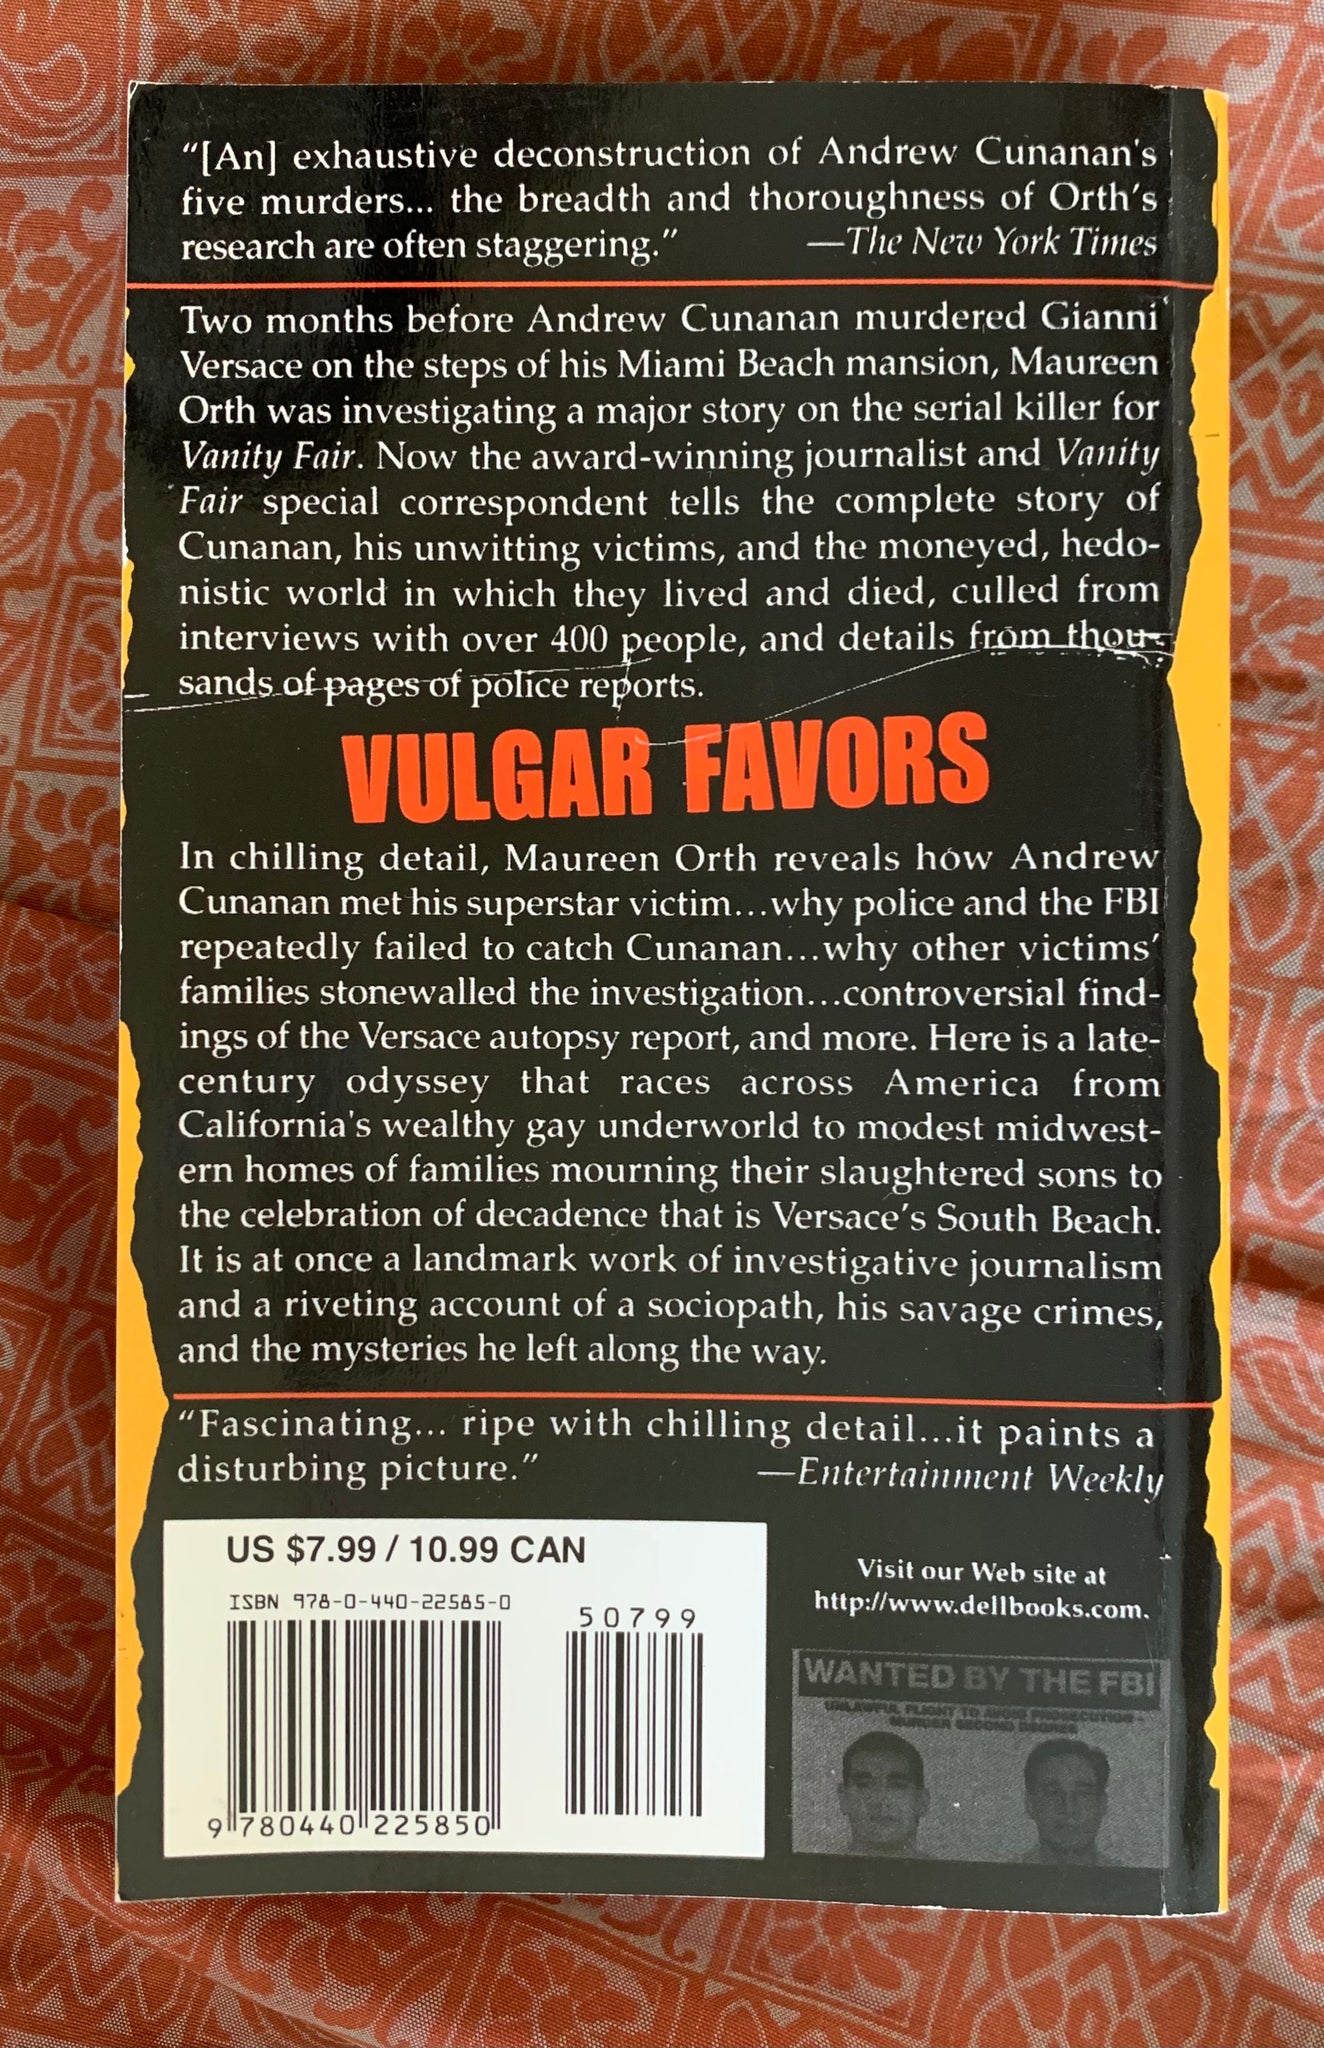 “[An] exhaustive deconstruction of Andrew Cunanan's
five murders... the breadth and thoroughness of Orth’s
research are often staggering.” —The New York Times
Two months before Andrew Cunanan murdered Gianni
Versace on the steps of his Miami Beach mansion, Maureen
Orth was investigating a major story on the serial killer for
Vanity Fair. Now the award-winning journalist and Vanity
Fair special correspondent tells the complete story of
Cunanan, his unwitting victims, and the moneyed, hedo-
nistic world in which they lived and died, culled from
interviews with over 400 people, and details from thou-
sands of pages of police reports.
VULGAR FAVORS
In chilling detail, Maureen Orth reveals how Andrew
Cunanan met his superstar victim...why police and the FBI
repeatedly failed to catch Cunanan...why other victims’
families stonewalled the investigation...controversial find-
ings of the Versace autopsy report, and more. Here is a late-
century odyssey that races across America from
California's wealthy gay underworld to modest midwest-
ern homes of families mourning their slaughtered sons to
the celebration of decadence that is Versace’s South Beach.
It is at once a landmark work of investigative journalism
and a riveting account of a sociopath, his savage crimes,
and the mysteries he left along the way.
“Fascinating... ripe with chilling detail...it paints a
disturbing picture.” —Entertainment Weekly
US $7.99 / 10.99 CAN
ISBN 978-0-440-22585-0
50799
9 780440 225850
Visit our Web site at
http://www.dellbooks.com.
WANTED BY THE FBI
UNLAWFUL FLIGHT TO AVOID PROSECUTION -
MURDER SECOND DEGREE